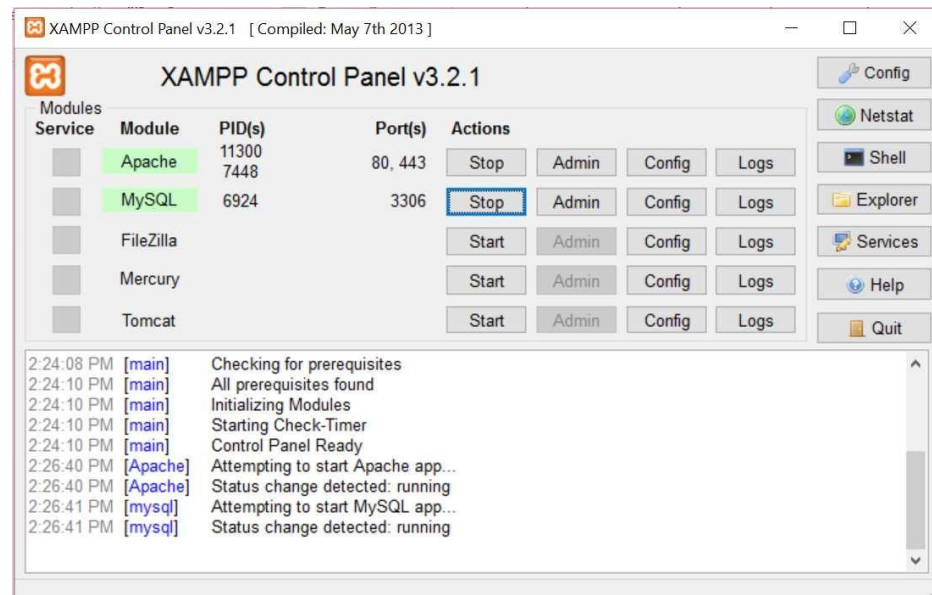 XAMPP Control Panel v3.2.1 [ Compiled: May 7th 2013 ]
XAMPP Control Panel v3.2.1
Config
Modules
Service Module PID(s) Port(s) Actions
Netstat
Apache 11300 7448 80, 443 Stop Admin Config Logs
Shell
MySQL 6924 3306 Stop Admin Config Logs
Explorer
FileZilla Start Admin Config Logs
Services
Mercury Start Admin Config Logs
Help
Tomcat Start Admin Config Logs
Quit
2:24:08 PM [main] Checking for prerequisites
2:24:10 PM [main] All prerequisites found
2:24:10 PM [main] Initializing Modules
2:24:10 PM [main] Starting Check-Timer
2:24:10 PM [main] Control Panel Ready
2:26:40 PM [Apache] Attempting to start Apache app...
2:26:40 PM [Apache] Status change detected: running
2:26:41 PM [mysql] Attempting to start MySQL app...
2:26:41 PM [mysql] Status change detected: running